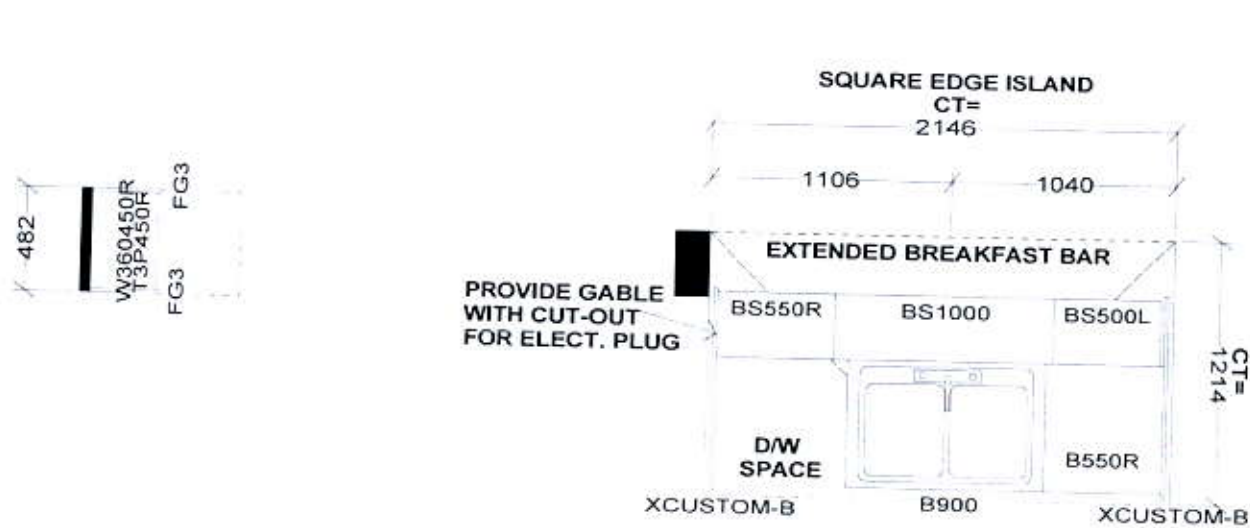 SQUARE EDGE ISLAND
CT=
2146
1106
1040
482
W360450R
T3P450R
FG3
FG3
EXTENDED BREAKFAST BAR
PROVIDE GABLE
WITH CUT-OUT
FOR ELECT. PLUG
BS550R
BS1000
BS500L
CT=
1214
D/W
SPACE
B550R
XCUSTOM-B
B900
XCUSTOM-B